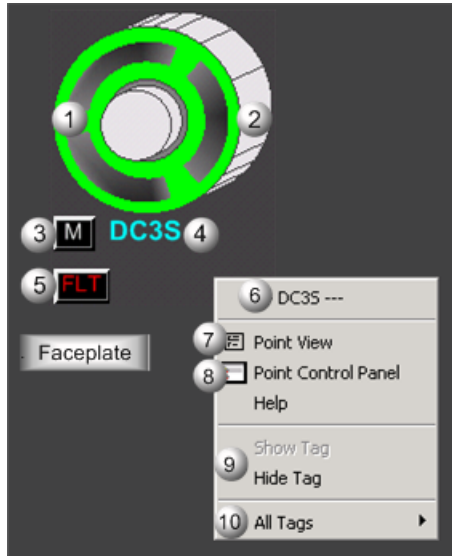 1 2
3 M DC3S 4
5 FLT
6 DC3S ---
7 Point View
Faceplate
8 Point Control Panel
Help
Show Tag
9
Hide Tag
10 All Tags